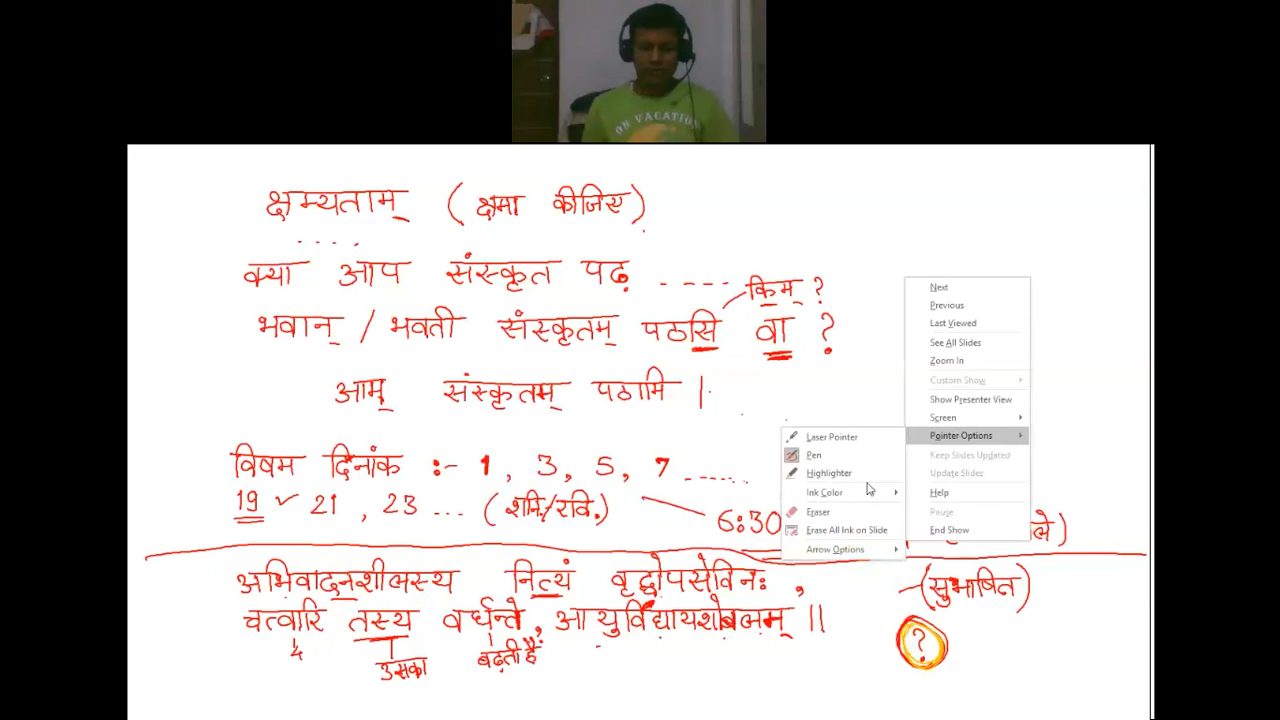 ON VACATION
क्षम्यताम् (क्षमा कीजिए)
क्या आप संस्कृत पढ़ -----
किम् ?
भवान् / भवती संस्कृतम् पठसि वा ?
आम् संस्कृतम् पठामि |
विषम दिनांक :- 1, 3, 5, 7 ......
19 ✓ 21, 23 ... (शनि./रवि.)
6:30
अभिवादनशीलस्य नित्यं वृद्धोपसेविनः,
(सुभाषित)
चत्वारि तस्य वर्धन्ते, आयुर्विद्यायशोबलम् ||
?
4 उसका बढ़ती है ?
Next
Previous
Last Viewed
See All Slides
Zoom In
Custom Show
Show Presenter View
Screen
Pointer Options
Keep Slides Updated
Update Slides
Help
Pause
End Show
Laser Pointer
Pen
Highlighter
Ink Color
Eraser
Erase All Ink on Slide
Arrow Options